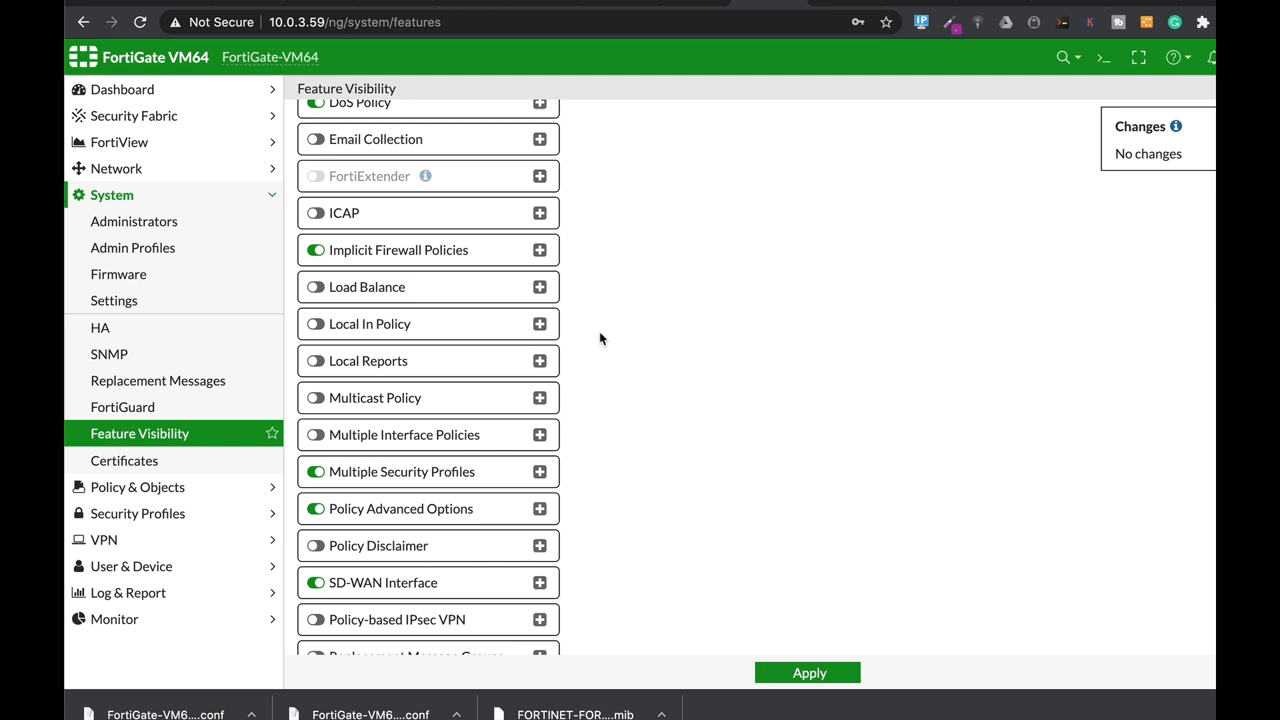 Not Secure 10.0.3.59/ng/system/features
IP
K
tb
FortiGate VM64 FortiGate-VM64
Dashboard
Security Fabric
FortiView
Network
System
Administrators
Admin Profiles
Firmware
Settings
HA
SNMP
Replacement Messages
FortiGuard
Feature Visibility
Certificates
Policy & Objects
Security Profiles
VPN
User & Device
Log & Report
Monitor
Feature Visibility
DoS Policy
Email Collection
FortiExtender
ICAP
Implicit Firewall Policies
Load Balance
Local In Policy
Local Reports
Multicast Policy
Multiple Interface Policies
Multiple Security Profiles
Policy Advanced Options
Policy Disclaimer
SD-WAN Interface
Policy-based IPsec VPN
Changes
No changes
Apply
FortiGate-VM6....conf
FortiGate-VM6....conf
FORTINET-FOR....mib